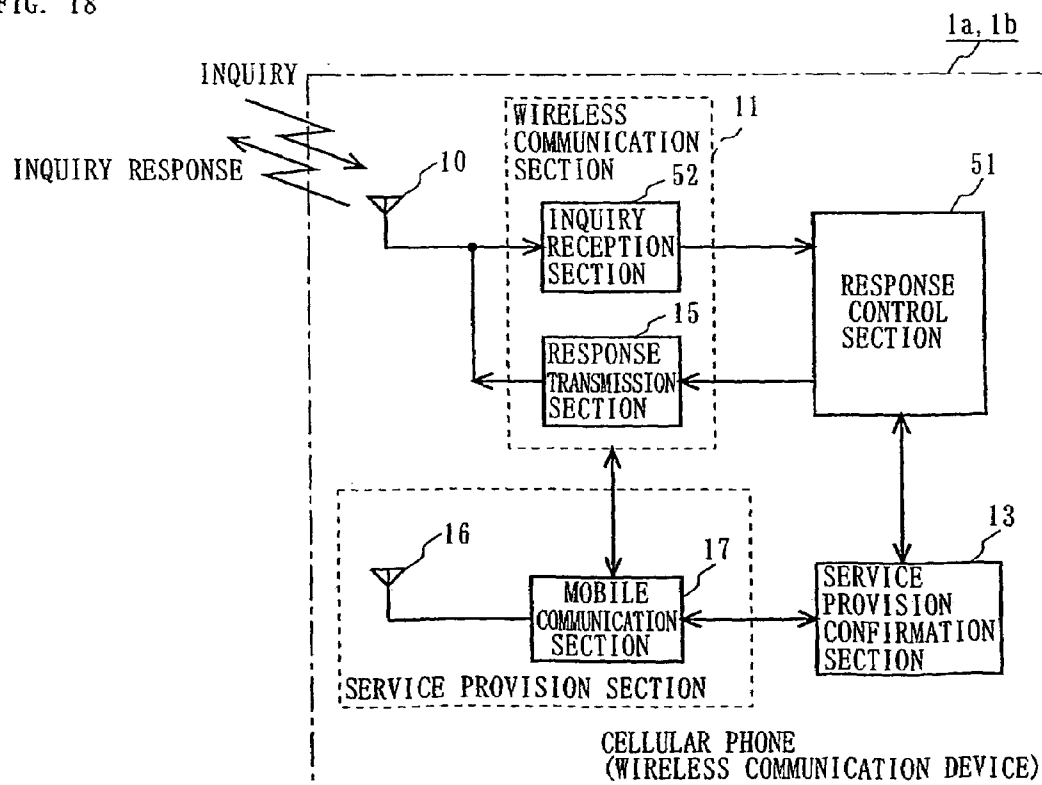 FIG. 18
1a, 1b
INQUIRY
INQUIRY RESPONSE
10
WIRELESS
COMMUNICATION
SECTION
11
52
INQUIRY
RECEPTION
SECTION
51
RESPONSE
CONTROL
SECTION
15
RESPONSE
TRANSMISSION
SECTION
16
17
MOBILE
COMMUNICATION
SECTION
SERVICE PROVISION SECTION
13
SERVICE
PROVISION
CONFIRMATION
SECTION
CELLULAR PHONE
(WIRELESS COMMUNICATION DEVICE)